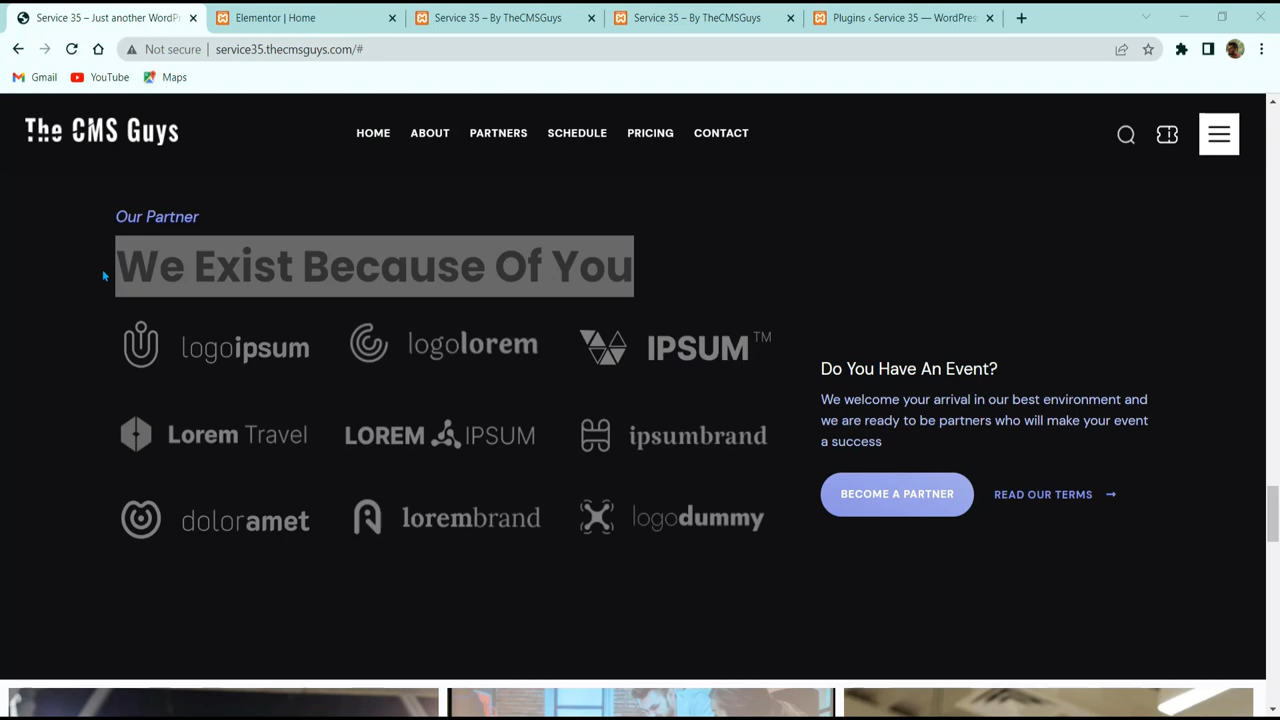 Service 35 – Just another WordPr
Elementor | Home
Service 35 – By TheCMSGuys
Service 35 – By TheCMSGuys
Plugins ‹ Service 35 — WordPres
Not secure
service35.thecmsguys.com/#
Gmail
YouTube
Maps
The CMS Guys
HOME
ABOUT
PARTNERS
SCHEDULE
PRICING
CONTACT
Our Partner
We Exist Because Of You
logoipsum
logolorem
IPSUM TM
Lorem Travel
LOREM IPSUM
ipsumbrand
doloramet
lorembrand
logodummy
Do You Have An Event?
We welcome your arrival in our best environment and
we are ready to be partners who will make your event
a success
BECOME A PARTNER
READ OUR TERMS